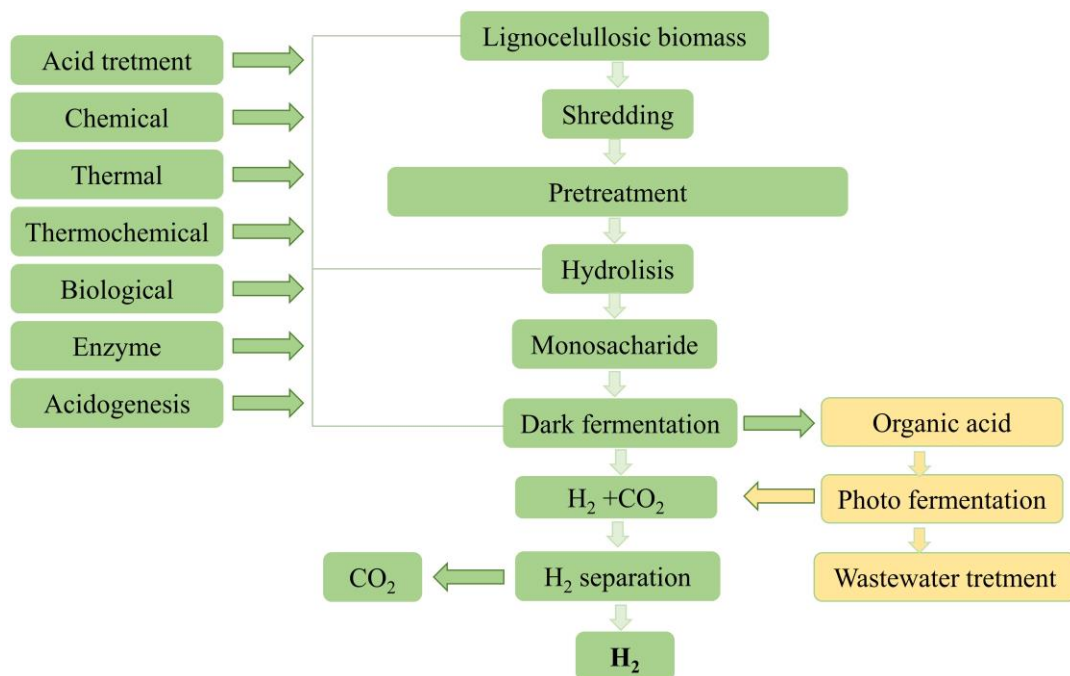 Acid tretment
Chemical
Thermal
Thermochemical
Biological
Enzyme
Acidogenesis
Lignocelullosic biomass
Shredding
Pretreatment
Hydrolisis
Monosacharide
Dark fermentation
H₂ +CO₂
H₂ separation
CO₂
H₂
Organic acid
Photo fermentation
Wastewater tretment